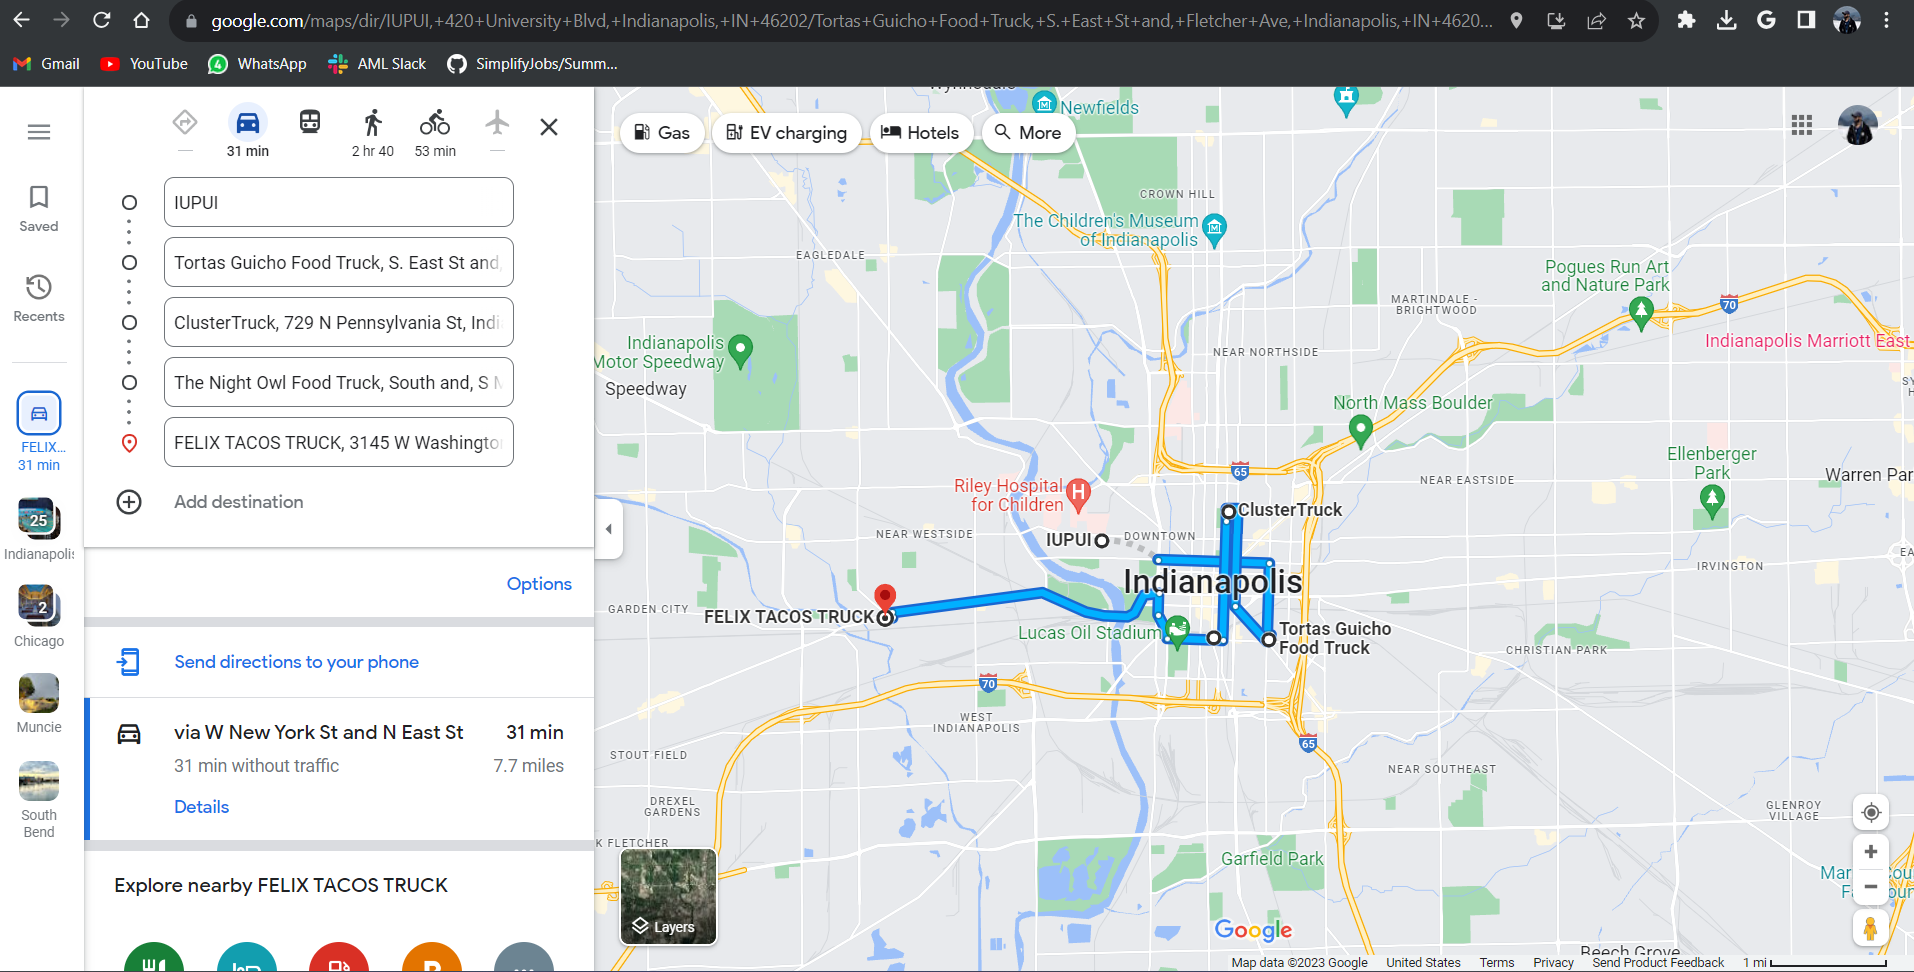 google.com/maps/dir/IUPUI,+420+University+Blvd,+Indianapolis,+IN+46202/Tortas+Guicho+Food+Truck,+S.+East+St+and,+Fletcher+Ave,+Indianapolis,+IN+4620...
Gmail
YouTube
WhatsApp
AML Slack
SimplifyJobs/Summ...
31 min
2 hr 40
53 min
IUPUI
Tortas Guicho Food Truck, S. East St and,
ClusterTruck, 729 N Pennsylvania St, Indi
The Night Owl Food Truck, South and, S M
FELIX TACOS TRUCK, 3145 W Washington
Add destination
Options
Send directions to your phone
via W New York St and N East St
31 min
31 min without traffic
7.7 miles
Details
Explore nearby FELIX TACOS TRUCK
Saved
Recents
FELIX...
31 min
25
Indianapolis
2
Chicago
Muncie
South
Bend
Gas
EV charging
Hotels
More
Newfields
CROWN HILL
The Children's Museum
of Indianapolis
EAGLEDALE
Pogues Run Art
and Nature Park
MARTINDALE -
BRIGHTWOOD
70
Indianapolis Marriott East
Indianapolis
Motor Speedway
Speedway
NEAR NORTHSIDE
North Mass Boulder
Ellenberger
Park
Warren Par
65
NEAR EASTSIDE
Riley Hospital
for Children
H
ClusterTruck
NEAR WESTSIDE
IUPUI
DOWNTOWN
IRVINGTON
Indianapolis
GARDEN CITY
FELIX TACOS TRUCK
Lucas Oil Stadium
Tortas Guicho
Food Truck
CHRISTIAN PARK
70
WEST
INDIANAPOLIS
65
STOUT FIELD
NEAR SOUTHEAST
DREXEL
GARDENS
GLENROY
VILLAGE
K FLETCHER
Garfield Park
Layers
Google
Beech Grove
Map data ©2023 Google
United States
Terms
Privacy
Send Product Feedback
1 mi